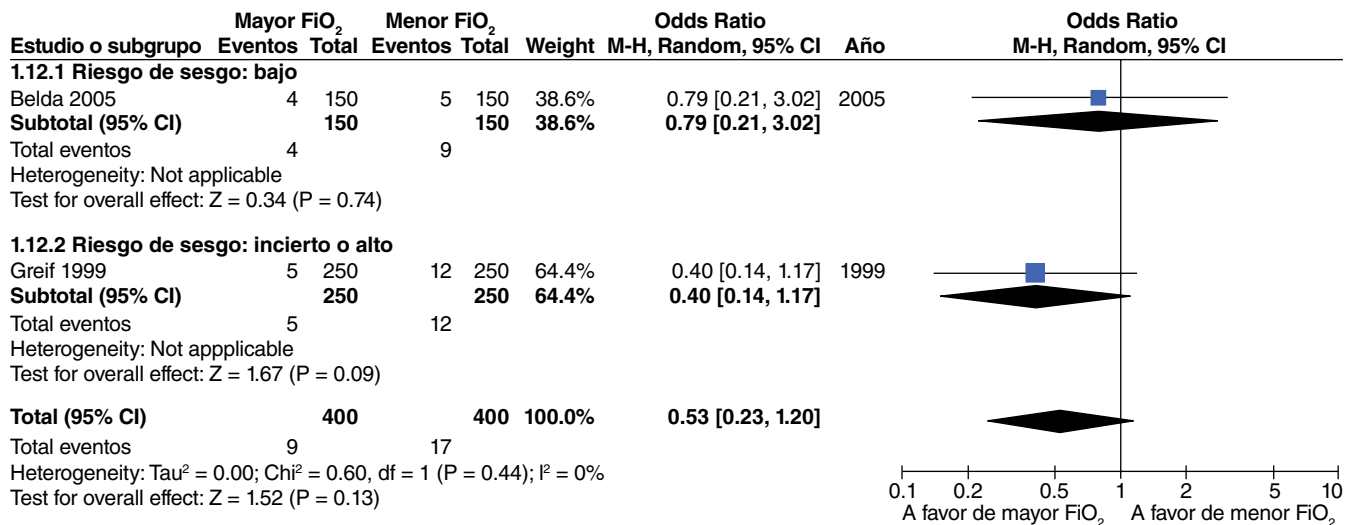 Mayor FiO2 Menor FiO2 Odds Ratio Odds Ratio
Estudio o subgrupo Eventos Total Eventos Total Weight M-H, Random, 95% CI Año M-H, Random, 95% CI
1.12.1 Riesgo de sesgo: bajo
Belda 2005 4 150 5 150 38.6% 0.79 [0.21, 3.02] 2005
Subtotal (95% CI) 150 150 38.6% 0.79 [0.21, 3.02]
Total eventos 4 9
Heterogeneity: Not applicable
Test for overall effect: Z = 0.34 (P = 0.74)
1.12.2 Riesgo de sesgo: incierto o alto
Greif 1999 5 250 12 250 64.4% 0.40 [0.14, 1.17] 1999
Subtotal (95% CI) 250 250 64.4% 0.40 [0.14, 1.17]
Total eventos 5 12
Heterogeneity: Not appplicable
Test for overall effect: Z = 1.67 (P = 0.09)
Total (95% CI) 400 400 100.0% 0.53 [0.23, 1.20]
Total eventos 9 17
Heterogeneity: Tau² = 0.00; Chi² = 0.60, df = 1 (P = 0.44); I² = 0%
Test for overall effect: Z = 1.52 (P = 0.13)
0.1 0.2 0.5 1 2 5 10
A favor de mayor FiO2 A favor de menor FiO2